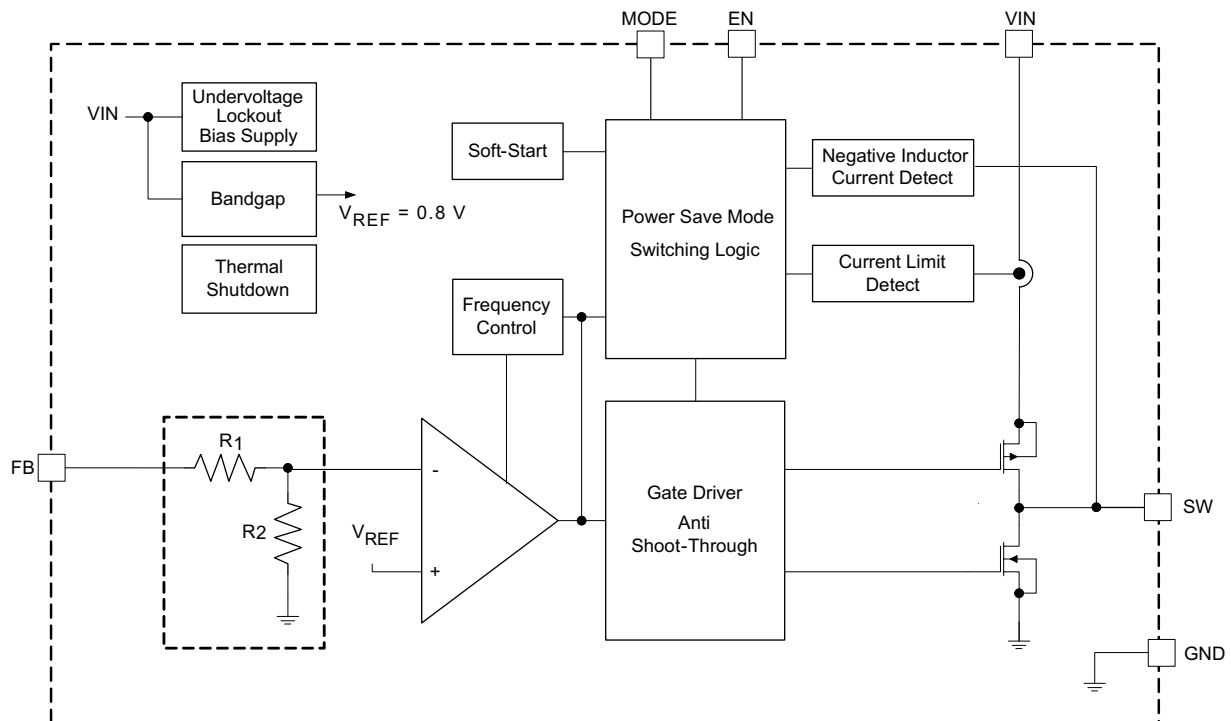 MODE
EN
VIN
VIN
Undervoltage
Lockout
Bias Supply
Soft-Start
Negative Inductor
Current Detect
Bandgap
VREF = 0.8 V
Power Save Mode
Switching Logic
Thermal
Shutdown
Current Limit
Detect
Frequency
Control
R1
FB
-
R2
VREF
+
Gate Driver
Anti
Shoot-Through
SW
GND